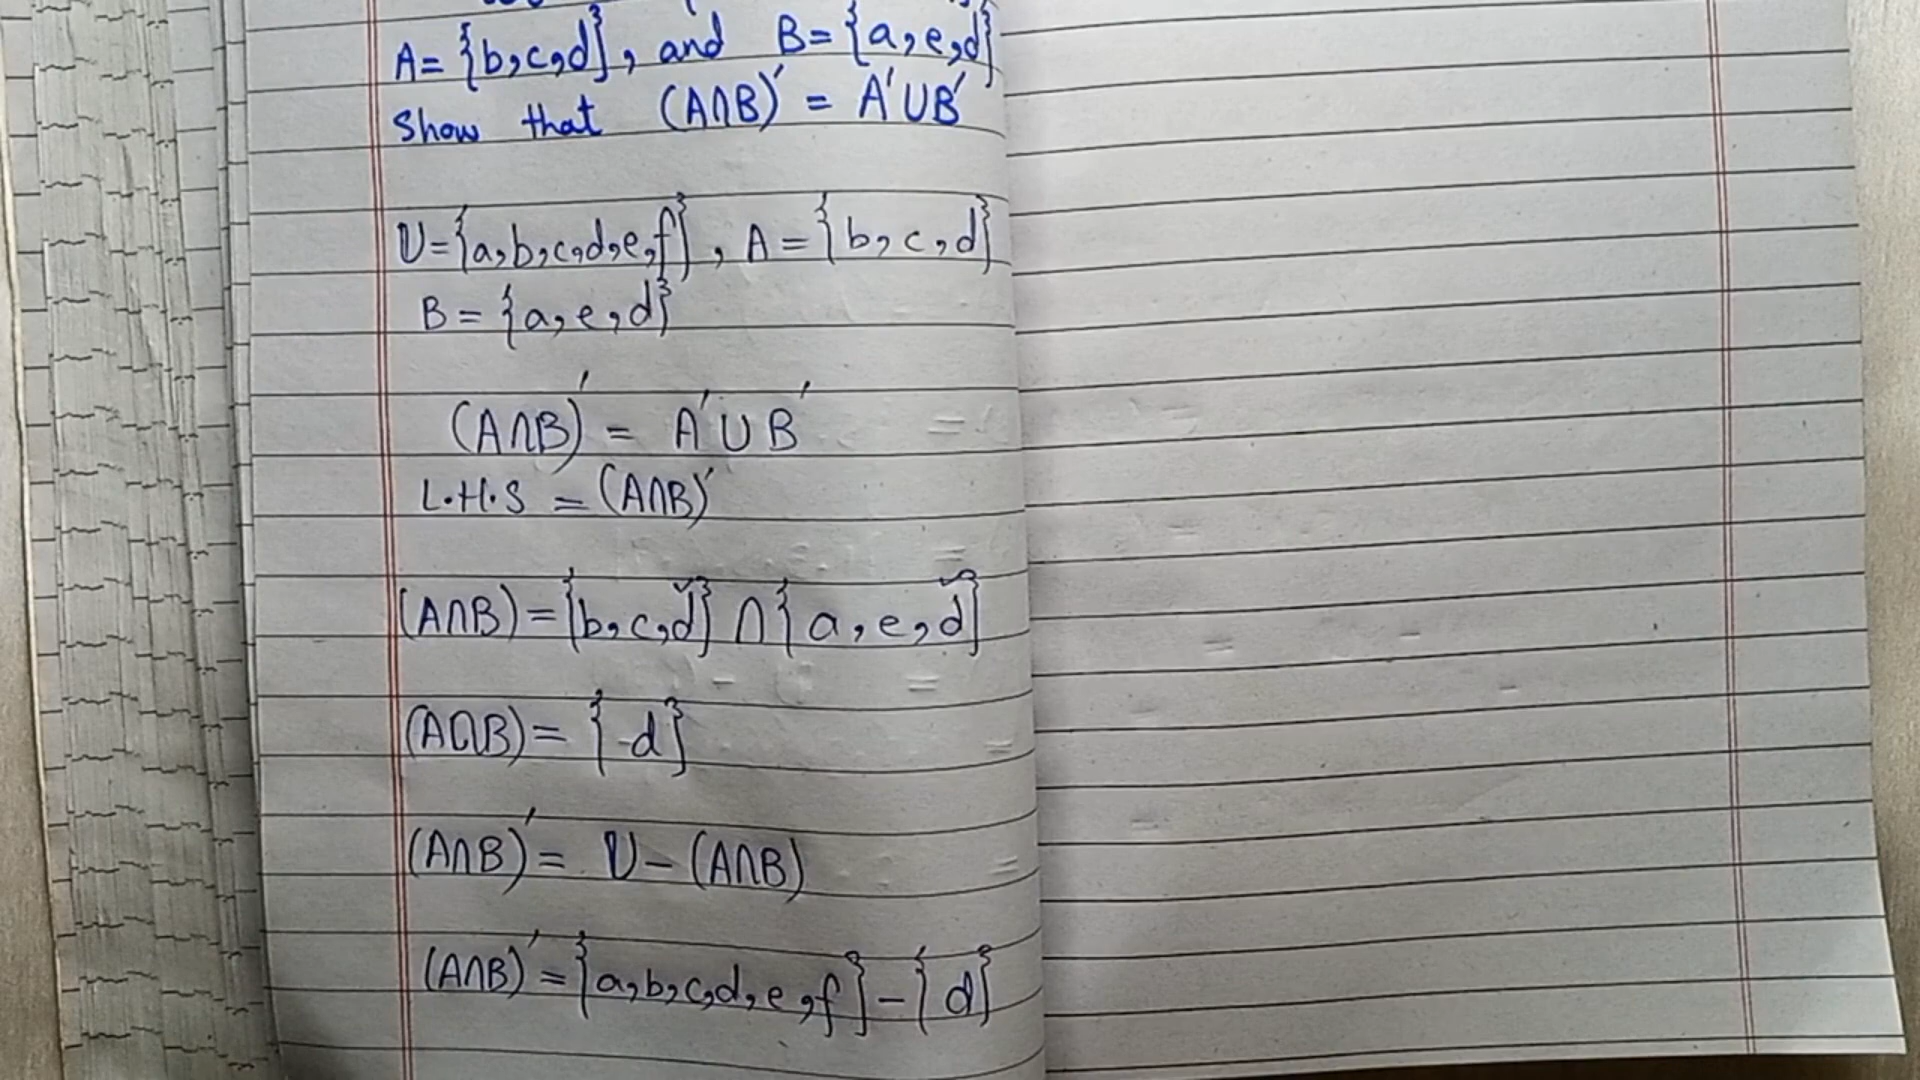 A= {b,c,d}, and B= {a,e,d}
Show that (A∩B)' = A'∪B'
U={a,b,c,d,e,f}, A = {b,c,d}
B = {a,e,d}
(A∩B)' = A'∪B'
L.H.S = (A∩B)'
(A∩B) = {b,c,d} ∩ {a,e,d}
(A∩B) = {d}
(A∩B)' = U - (A∩B)
(A∩B)' = {a,b,c,d,e,f} - {d}